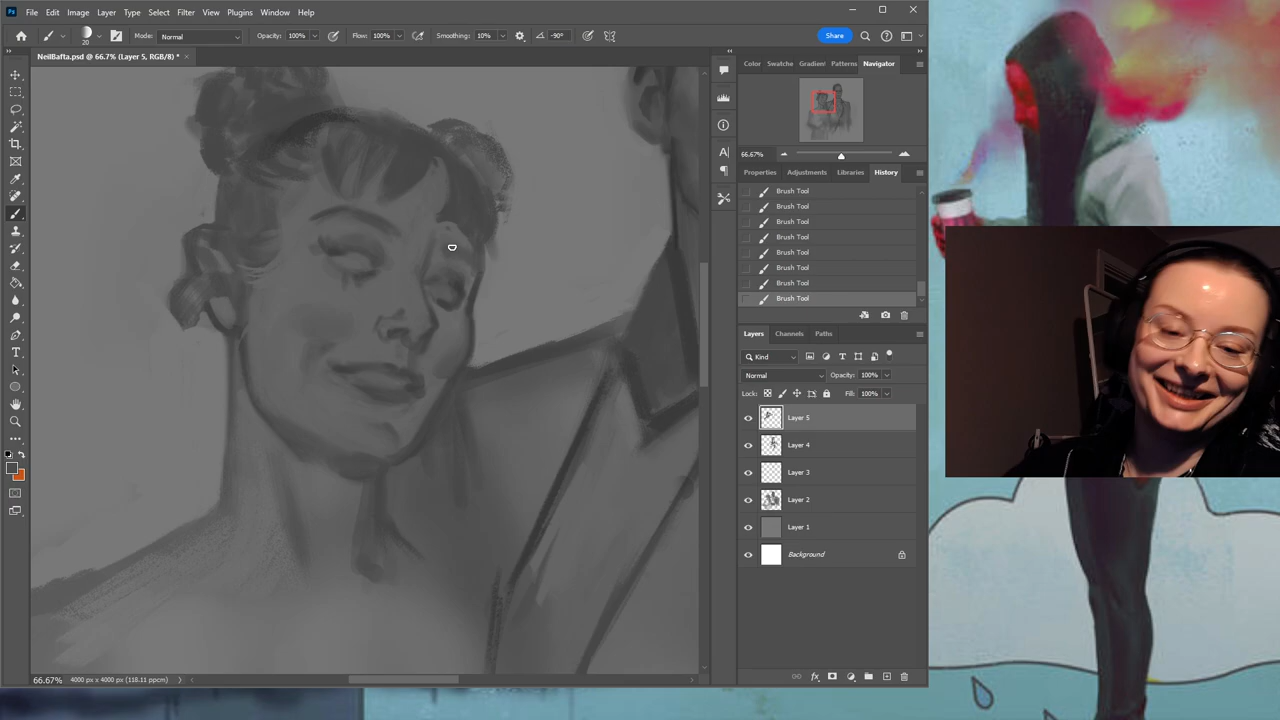 Ps File Edit Image Layer Type Select Filter View Plugins Window Help
20 Mode: Normal Opacity: 100% Flow: 100% Smoothing: 10% -90° Share
NeilBafta.psd @ 66.7% (Layer 5, RGB/8) *
Color Swatche Gradien Patterns Navigator
66.67%
Properties Adjustments Libraries History
Brush Tool
Brush Tool
Brush Tool
Brush Tool
Brush Tool
Brush Tool
Brush Tool
Brush Tool
Layers Channels Paths
Kind
Normal Opacity: 100%
Lock: Fill: 100%
Layer 5
Layer 4
Layer 3
Layer 2
Layer 1
Background
66.67% 4000 px x 4000 px (118.11 ppcm)
fx